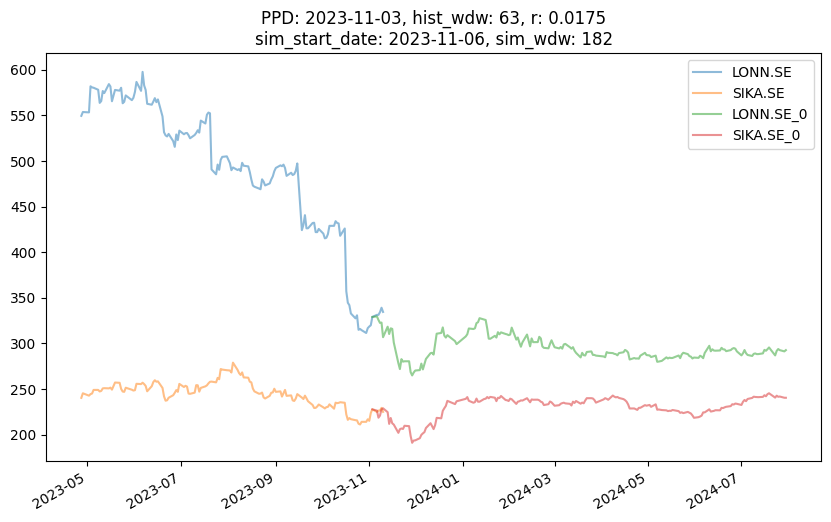 PPD: 2023-11-03, hist_wdw: 63, r: 0.0175
sim_start_date: 2023-11-06, sim_wdw: 182
LONN.SE
SIKA.SE
LONN.SE_0
SIKA.SE_0
600
550
500
450
400
350
300
250
200
2023-05
2023-07
2023-09
2023-11
2024-01
2024-03
2024-05
2024-07